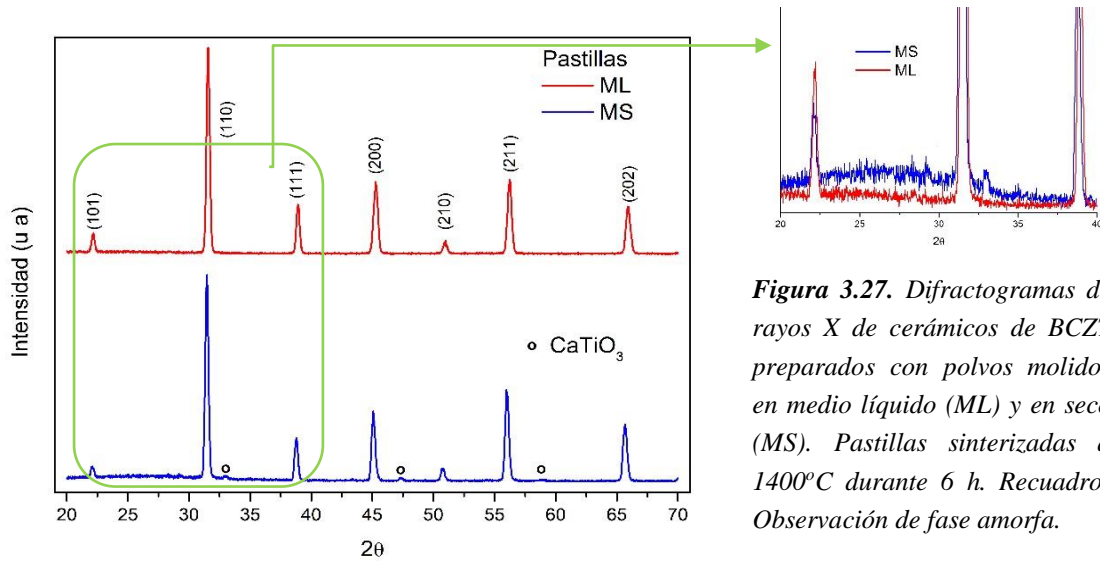 Pastillas
ML
MS
(101)
(110)
(111)
(200)
(210)
(211)
(202)
CaTiO3
Intensidad (u a)
20 25 30 35 40 45 50 55 60 65 70
2θ
MS
ML
20 25 30 35 40
2θ
Figura 3.27. Difractogramas d
rayos X de cerámicos de BCZ
preparados con polvos molido
en medio líquido (ML) y en sec
(MS). Pastillas sinterizadas
1400ºC durante 6 h. Recuadro
Observación de fase amorfa.